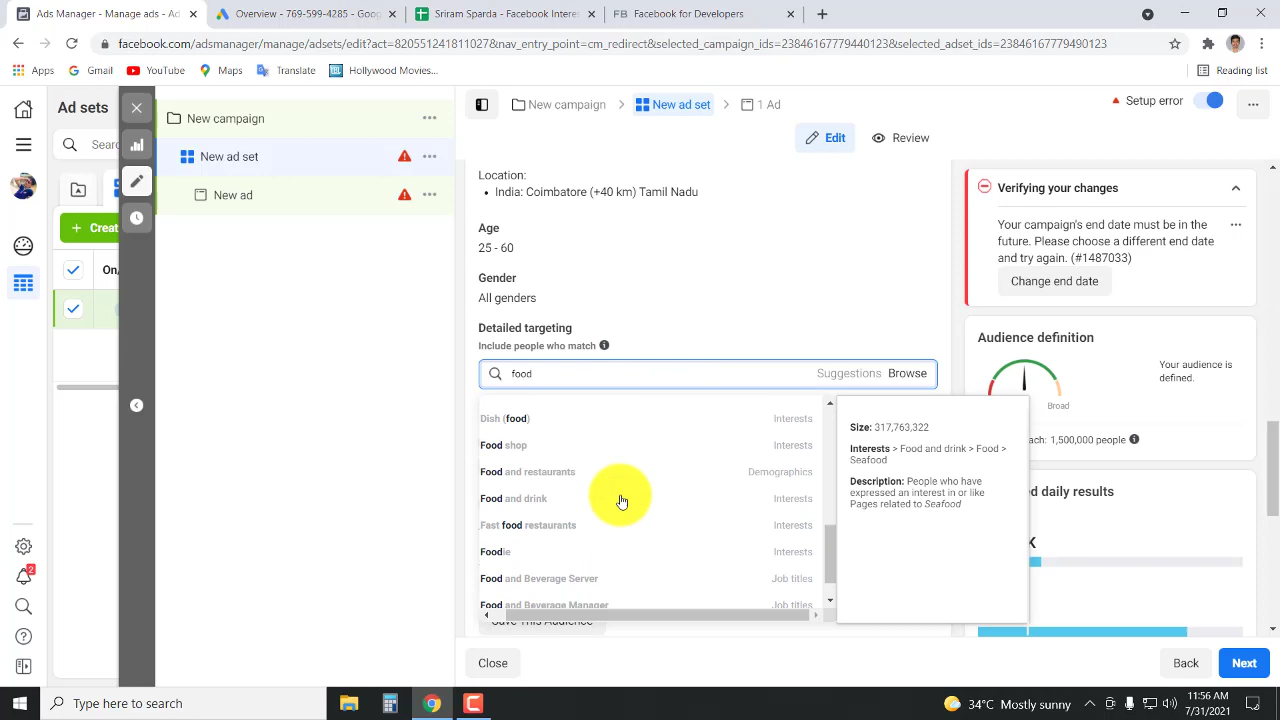 Ads Manager - Manage ads - Ad
Overview - 769-599-4285 - Goo
Sriram Sparda - Facebook Interes
FB Facebook for Developers
facebook.com/adsmanager/manage/adsets/edit?act=820551241811027&nav_entry_point=cm_redirect&selected_campaign_ids=23846167779490123&selected_adset_ids=23846167779510123
Apps
Gmail
YouTube
Maps
Translate
Hollywood Movies...
Reading list
Ad sets
New campaign
New campaign
New ad set
1 Ad
Setup error
Searc
New ad set
Edit
Review
New ad
+ Creat
On/
Location:
India: Coimbatore (+40 km) Tamil Nadu
Age
25 - 60
Gender
All genders
Detailed targeting
Include people who match
food
Suggestions
Browse
Dish (food)
Interests
Food shop
Interests
Food and restaurants
Demographics
Food and drink
Interests
Fast food restaurants
Interests
Foodie
Interests
Food and Beverage Server
Job titles
Food and Beverage Manager
Job titles
Save This Audience
Size: 317,763,322
Interests > Food and drink > Food >
Seafood
Description: People who have
expressed an interest in or like
Pages related to Seafood
Verifying your changes
Your campaign's end date must be in the
future. Please choose a different end date
and try again. (#1487033)
Change end date
Audience definition
Your audience is
defined.
Broad
ach: 1,500,000 people
d daily results
K
Close
Back
Next
2
Type here to search
34°C Mostly sunny
11:56 AM
7/31/2021